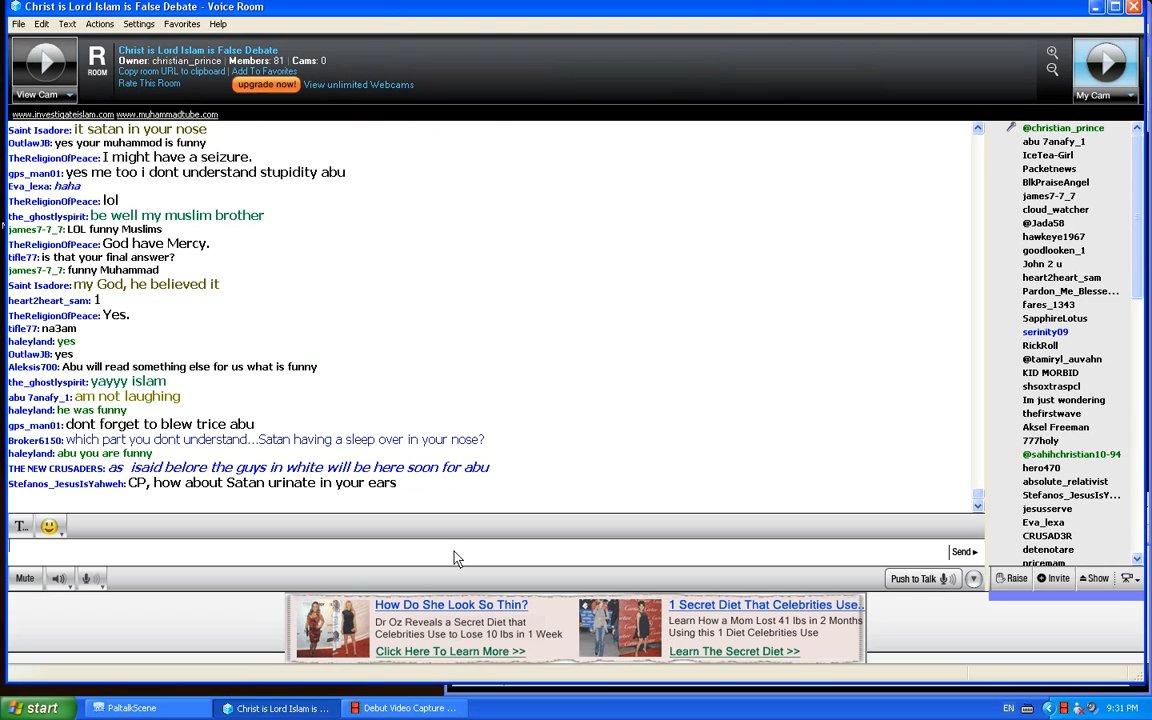 Christ is Lord Islam is False Debate - Voice Room
File Edit Text Actions Settings Favorites Help
R ROOM
Christ is Lord Islam is False Debate
Owner: christian_prince | Members: 81 | Cams: 0
Copy room URL to clipboard | Add To Favorites
Rate This Room upgrade now! View unlimited Webcams
View Cam
My Cam
www.investigateislam.com www.muhammadtube.com
Saint Isadore: it satan in your nose
OutlawJB: yes your muhammod is funny
TheReligionOfPeace: I might have a seizure.
gps_man01: yes me too i dont understand stupidity abu
Eva_lexa: haha
TheReligionOfPeace: lol
the_ghostlyspirit: be well my muslim brother
james7-7_7: LOL funny Muslims
TheReligionOfPeace: God have Mercy.
tifle77: is that your final answer?
james7-7_7: funny Muhammad
Saint Isadore: my God, he believed it
heart2heart_sam: 1
TheReligionOfPeace: Yes.
tifle77: na3am
haleyland: yes
OutlawJB: yes
Aleksis700: Abu will read something else for us what is funny
the_ghostlyspirit: yayyy islam
abu 7anafy_1: am not laughing
haleyland: he was funny
gps_man01: dont forget to blew trice abu
Broker6150: which part you dont understand...Satan having a sleep over in your nose?
haleyland: abu you are funny
THE NEW CRUSADERS: as isaid belore the guys in white will be here soon for abu
Stefanos_JesusIsYahweh: CP, how about Satan urinate in your ears
@christian_prince
abu 7anafy_1
IceTea-Girl
Packetnews
BlkPraiseAngel
james7-7_7
cloud_watcher
@Jada58
hawkeye1967
goodlooken_1
John 2 u
heart2heart_sam
Pardon_Me_Blesse...
fares_1343
SapphireLotus
serinity09
RickRoll
@tamiryl_auvahn
KID MORBID
shsoxtraspcl
Im just wondering
thefirstwave
Aksel Freeman
777holy
@sahihchristian10-94
hero470
absolute_relativist
Stefanos_JesusIsY...
jesusserve
Eva_lexa
CRUSAD3R
detenotare
pricemam
T...
Send
Mute
Push to Talk
Raise Invite Show
How Do She Look So Thin?
Dr Oz Reveals a Secret Diet that
Celebrities Use to Lose 10 lbs in 1 Week
Click Here To Learn More >>
1 Secret Diet That Celebrities Use..
Learn How a Mom Lost 41 lbs in 2 Months
Using this 1 Diet Celebrities Use
Learn The Secret Diet >>
start PaltalkScene Christ is Lord Islam is ... Debut Video Capture ... EN 9:31 PM